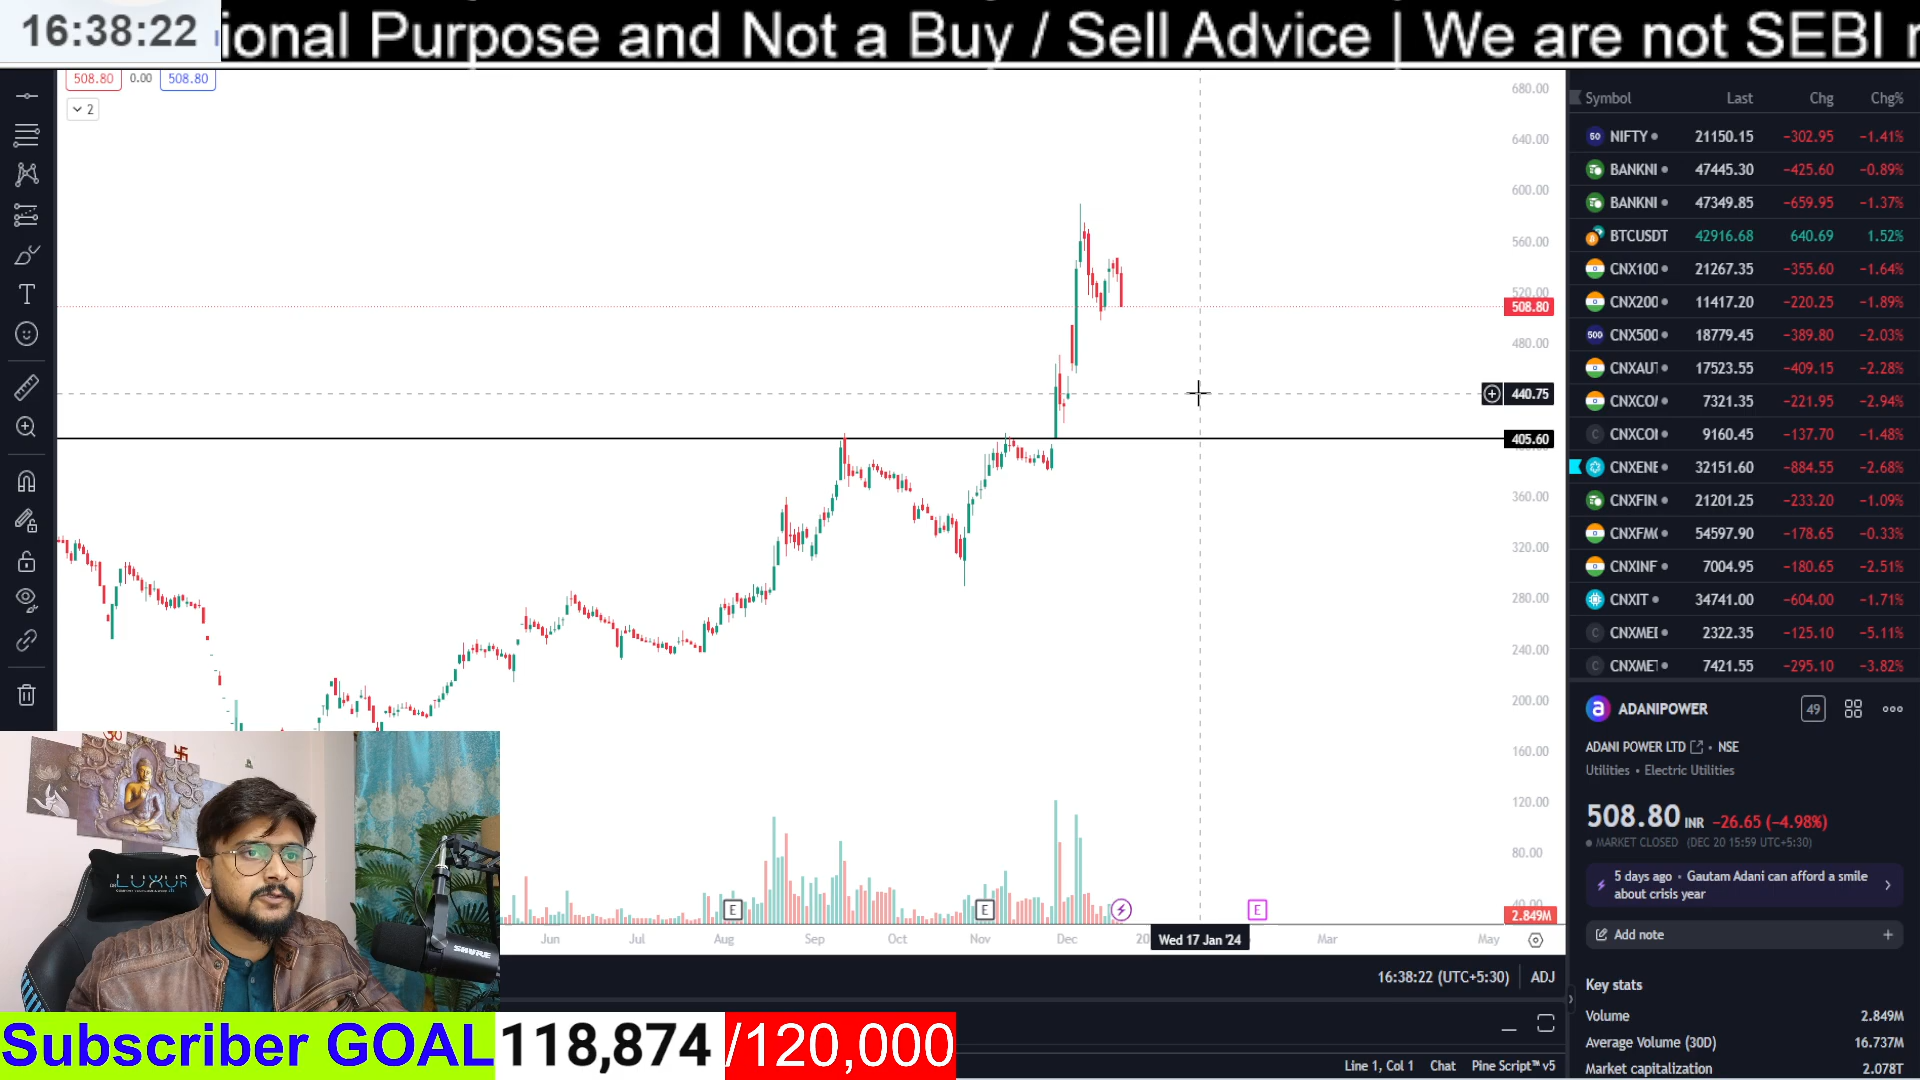 16:38:22
ional Purpose and Not a Buy / Sell Advice | We are not SEBI
508.80 0.00 508.80
2
680.00
640.00
600.00
560.00
520.00
508.80
480.00
440.75
405.60
360.00
320.00
280.00
240.00
200.00
160.00
120.00
80.00
40.00
2.849M
E
E
E
Jun Jul Aug Sep Oct Nov Dec 20 Wed 17 Jan '24 Mar May
16:38:22 (UTC+5:30) ADJ
Line 1, Col 1 Chat Pine Script™ v5
Symbol Last Chg Chg%
50 NIFTY 21150.15 −302.95 −1.41%
BANKNI 47445.30 −425.60 −0.89%
BANKNI 47349.85 −659.95 −1.37%
BTCUSDT 42916.68 640.69 1.52%
CNX100 21267.35 −355.60 −1.64%
CNX200 11417.20 −220.25 −1.89%
500 CNX500 18779.45 −389.80 −2.03%
CNXAU 17523.55 −409.15 −2.28%
CNXCO 7321.35 −221.95 −2.94%
C CNXCO 9160.45 −137.70 −1.48%
CNXENE 32151.60 −884.55 −2.68%
CNXFIN 21201.25 −233.20 −1.09%
CNXFM 54597.90 −178.65 −0.33%
CNXINF 7004.95 −180.65 −2.51%
CNXIT 34741.00 −604.00 −1.71%
C CNXME 2322.35 −125.10 −5.11%
C CNXME 7421.55 −295.10 −3.82%
a ADANIPOWER 49
ADANI POWER LTD • NSE
Utilities • Electric Utilities
508.80 INR −26.65 (−4.98%)
MARKET CLOSED (DEC 20 15:59 UTC+5:30)
5 days ago • Gautam Adani can afford a smile
about crisis year
Add note
Key stats
Volume 2.849M
Average Volume (30D) 16.737M
Market capitalization 2.078T
LUXUR
SHURE
Subscriber GOAL 118,874 /120,000